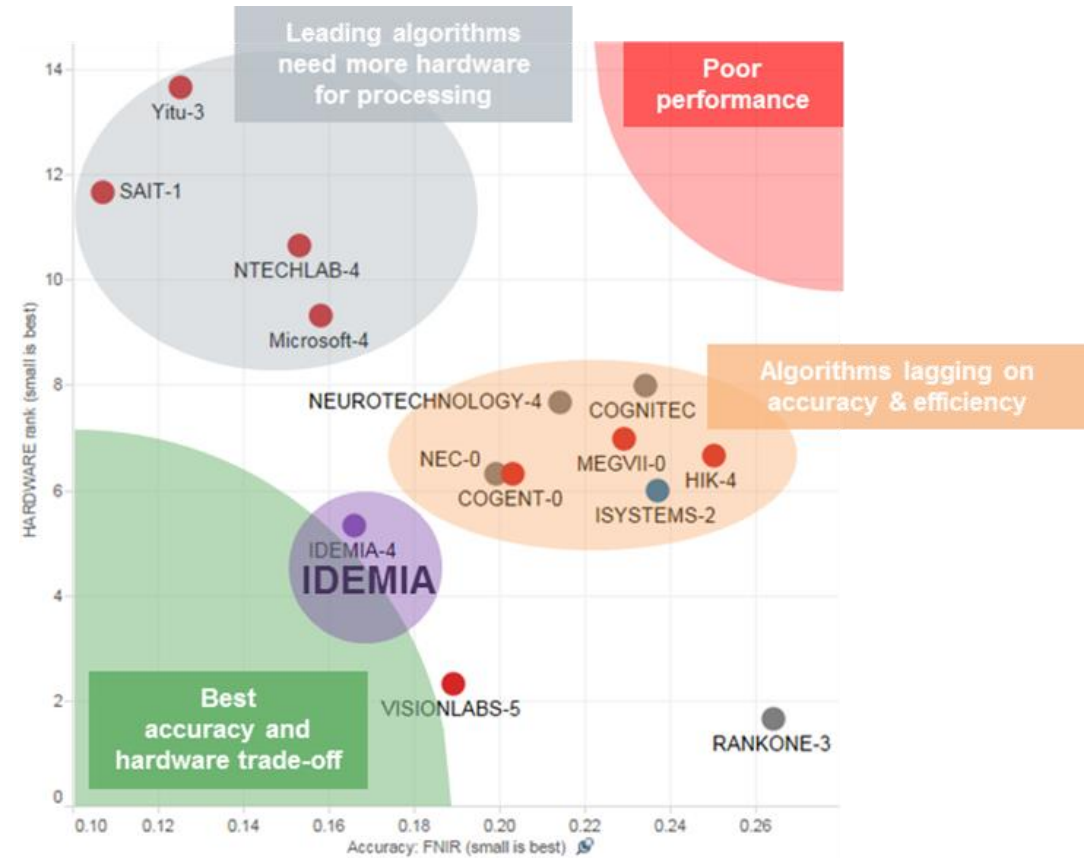 Leading algorithms
need more hardware
for processing
Poor
performance
14
Yitu-3
12
SAIT-1
NTECHLAB-4
10
Microsoft-4
HARDWARE rank (small is best)
Algorithms lagging on
accuracy & efficiency
8
NEUROTECHNOLOGY-4
COGNITEC
NEC-0
MEGVII-0
HIK-4
COGENT-0
6
ISYSTEMS-2
IDEMIA-4
IDEMIA
4
Best
accuracy and
hardware trade-off
2
VISIONLABS-5
RANKONE-3
0
0.10 0.12 0.14 0.16 0.18 0.20 0.22 0.24 0.26
Accuracy: FNIR (small is best)